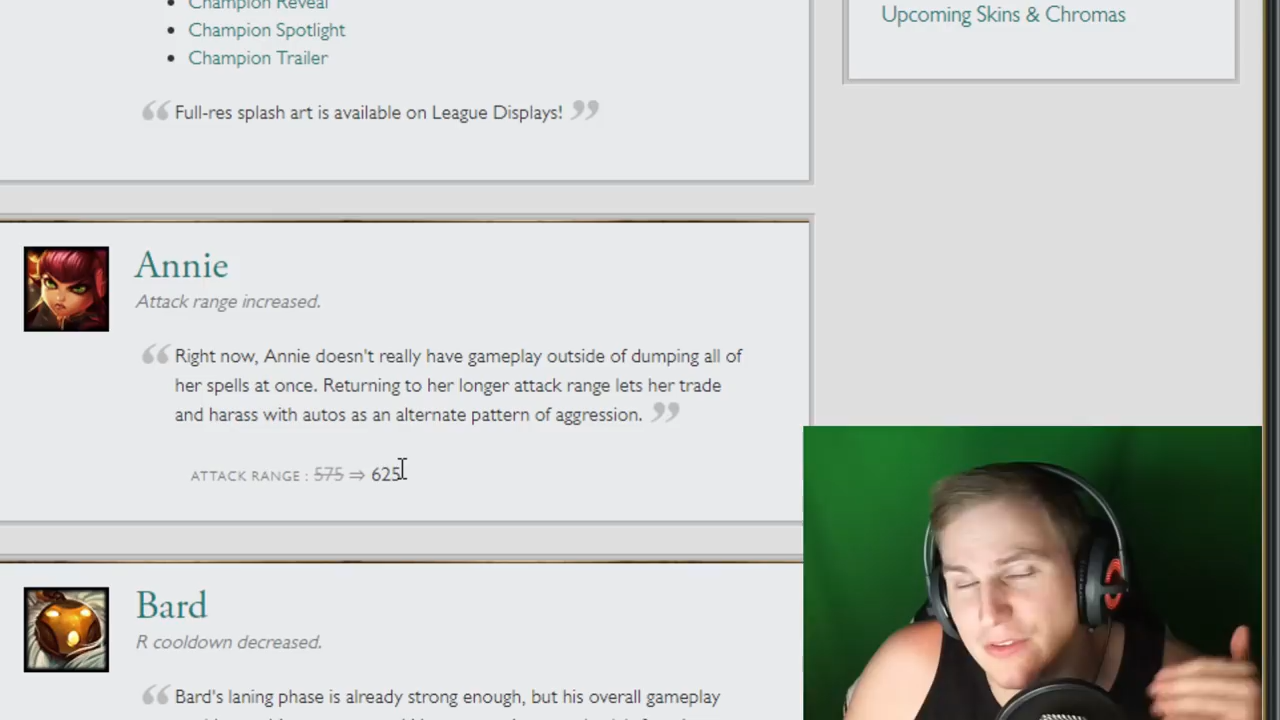 Champion Reveal
Champion Spotlight
Champion Trailer
Upcoming Skins & Chromas
“ Full-res splash art is available on League Displays! ”
Annie
Attack range increased.
“ Right now, Annie doesn't really have gameplay outside of dumping all of
her spells at once. Returning to her longer attack range lets her trade
and harass with autos as an alternate pattern of aggression. ”
ATTACK RANGE : 575 ⇒ 625
Bard
R cooldown decreased.
“ Bard's laning phase is already strong enough, but his overall gameplay